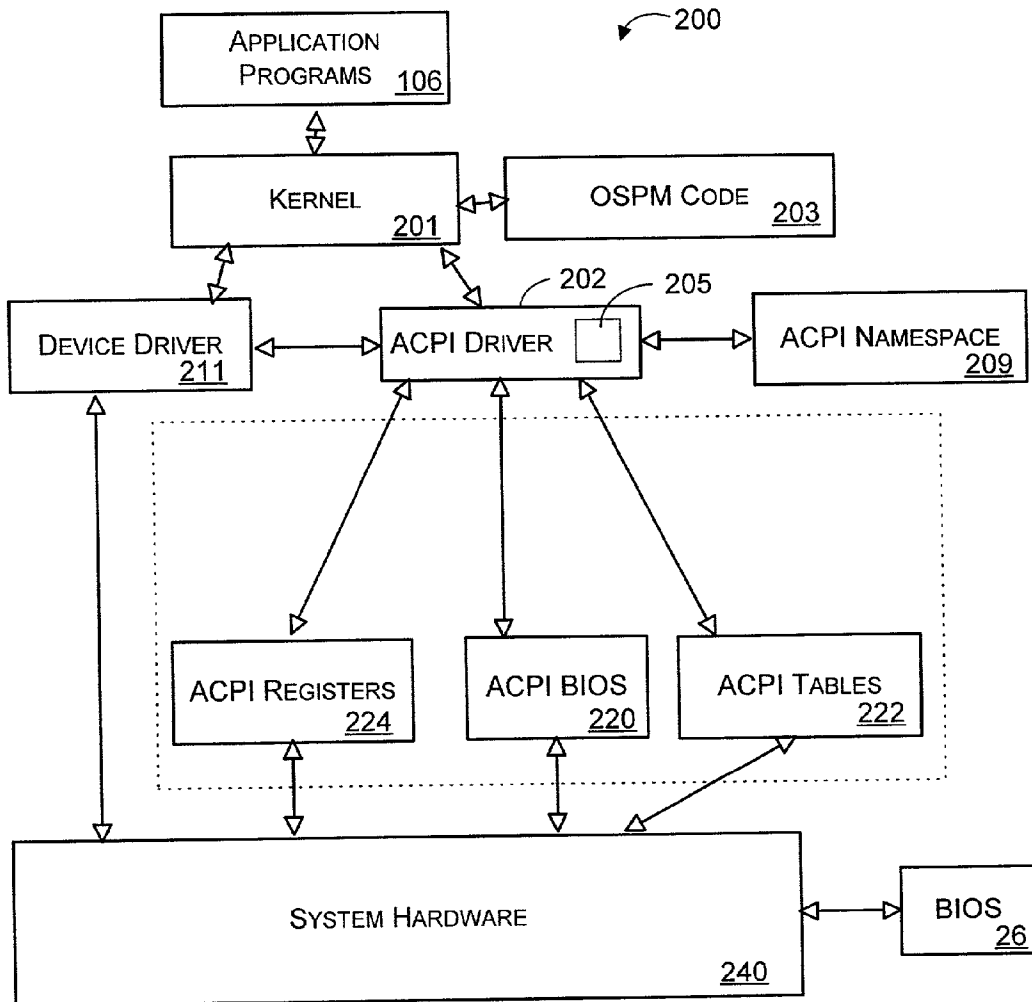 200
APPLICATION
PROGRAMS
106
KERNEL
201
OSPM CODE
203
202
205
DEVICE DRIVER
211
ACPI DRIVER
ACPI NAMESPACE
209
ACPI REGISTERS
224
ACPI BIOS
220
ACPI TABLES
222
SYSTEM HARDWARE
240
BIOS
26